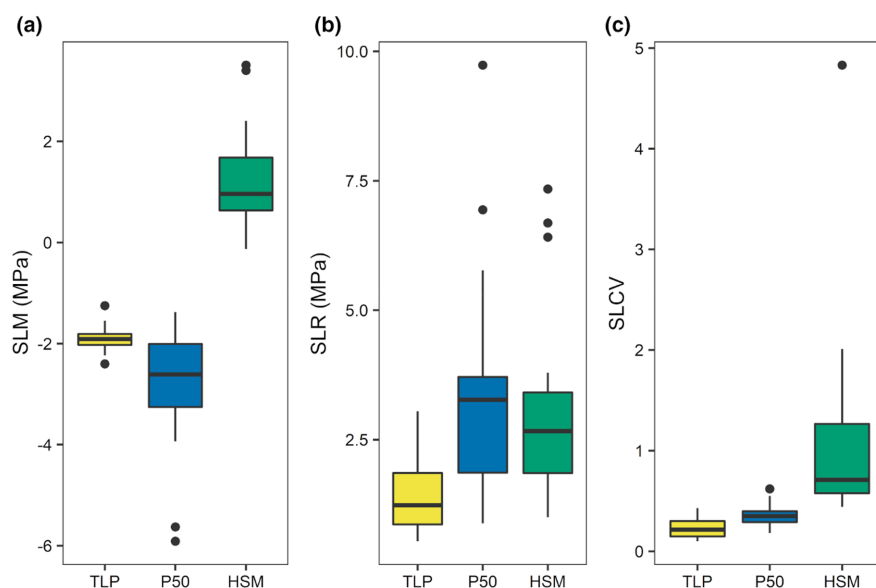 (a)
SLM (MPa)
2
0
-2
-4
-6
TLP P50 HSM
(b)
SLR (MPa)
10.0
7.5
5.0
2.5
TLP P50 HSM
(c)
SLCV
5
4
3
2
1
0
TLP P50 HSM